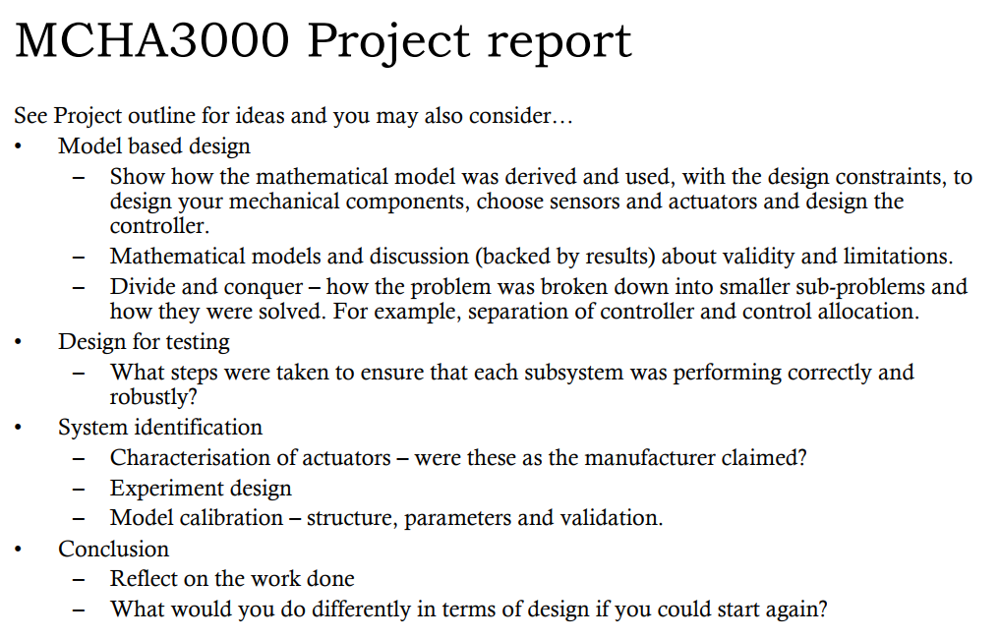 MCHA3000 Project report
See Project outline for ideas and you may also consider…
• Model based design
– Show how the mathematical model was derived and used, with the design constraints, to
design your mechanical components, choose sensors and actuators and design the
controller.
– Mathematical models and discussion (backed by results) about validity and limitations.
– Divide and conquer – how the problem was broken down into smaller sub-problems and
how they were solved. For example, separation of controller and control allocation.
• Design for testing
– What steps were taken to ensure that each subsystem was performing correctly and
robustly?
• System identification
– Characterisation of actuators – were these as the manufacturer claimed?
– Experiment design
– Model calibration – structure, parameters and validation.
• Conclusion
– Reflect on the work done
– What would you do differently in terms of design if you could start again?